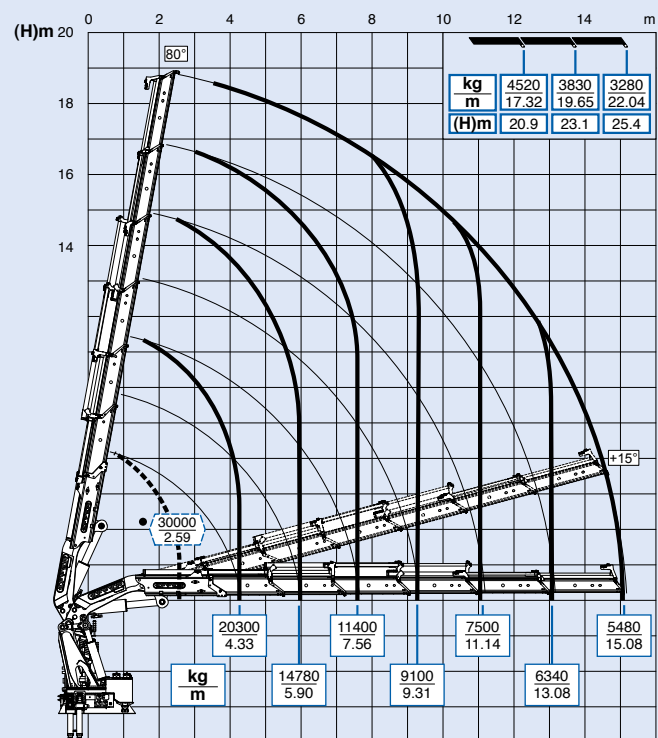 (H)m 20
0 2 4 6 8 10 12 14 m
80°
18
16
14
kg 4520 3830 3280
m 17.32 19.65 22.04
(H)m 20.9 23.1 25.4
+15°
30000
2.59
20300 11400 7500 5480
4.33 7.56 11.14 15.08
kg 14780 9100 6340
m 5.90 9.31 13.08